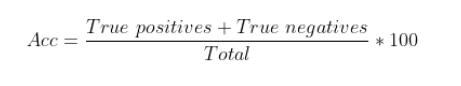 Acc = True positives + True negatives / Total * 100